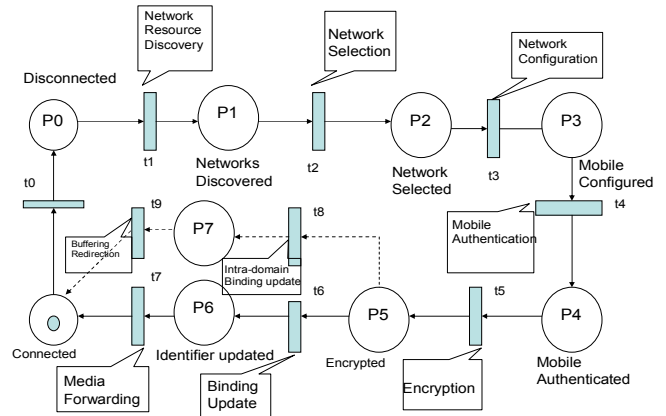 Network
Resource
Discovery
Network
Selection
Network
Configuration
Disconnected
P0
P1
P2
P3
t1
t2
t3
Networks
Discovered
Network
Selected
Mobile
Configured
t0
t9
t8
t4
P7
Mobile
Authentication
Buffering
Redirection
Intra-domain
Binding update
t7
t6
t5
P6
P5
P4
Connected
Identifier updated
Encrypted
Mobile
Authenticated
Media
Forwarding
Binding
Update
Encryption